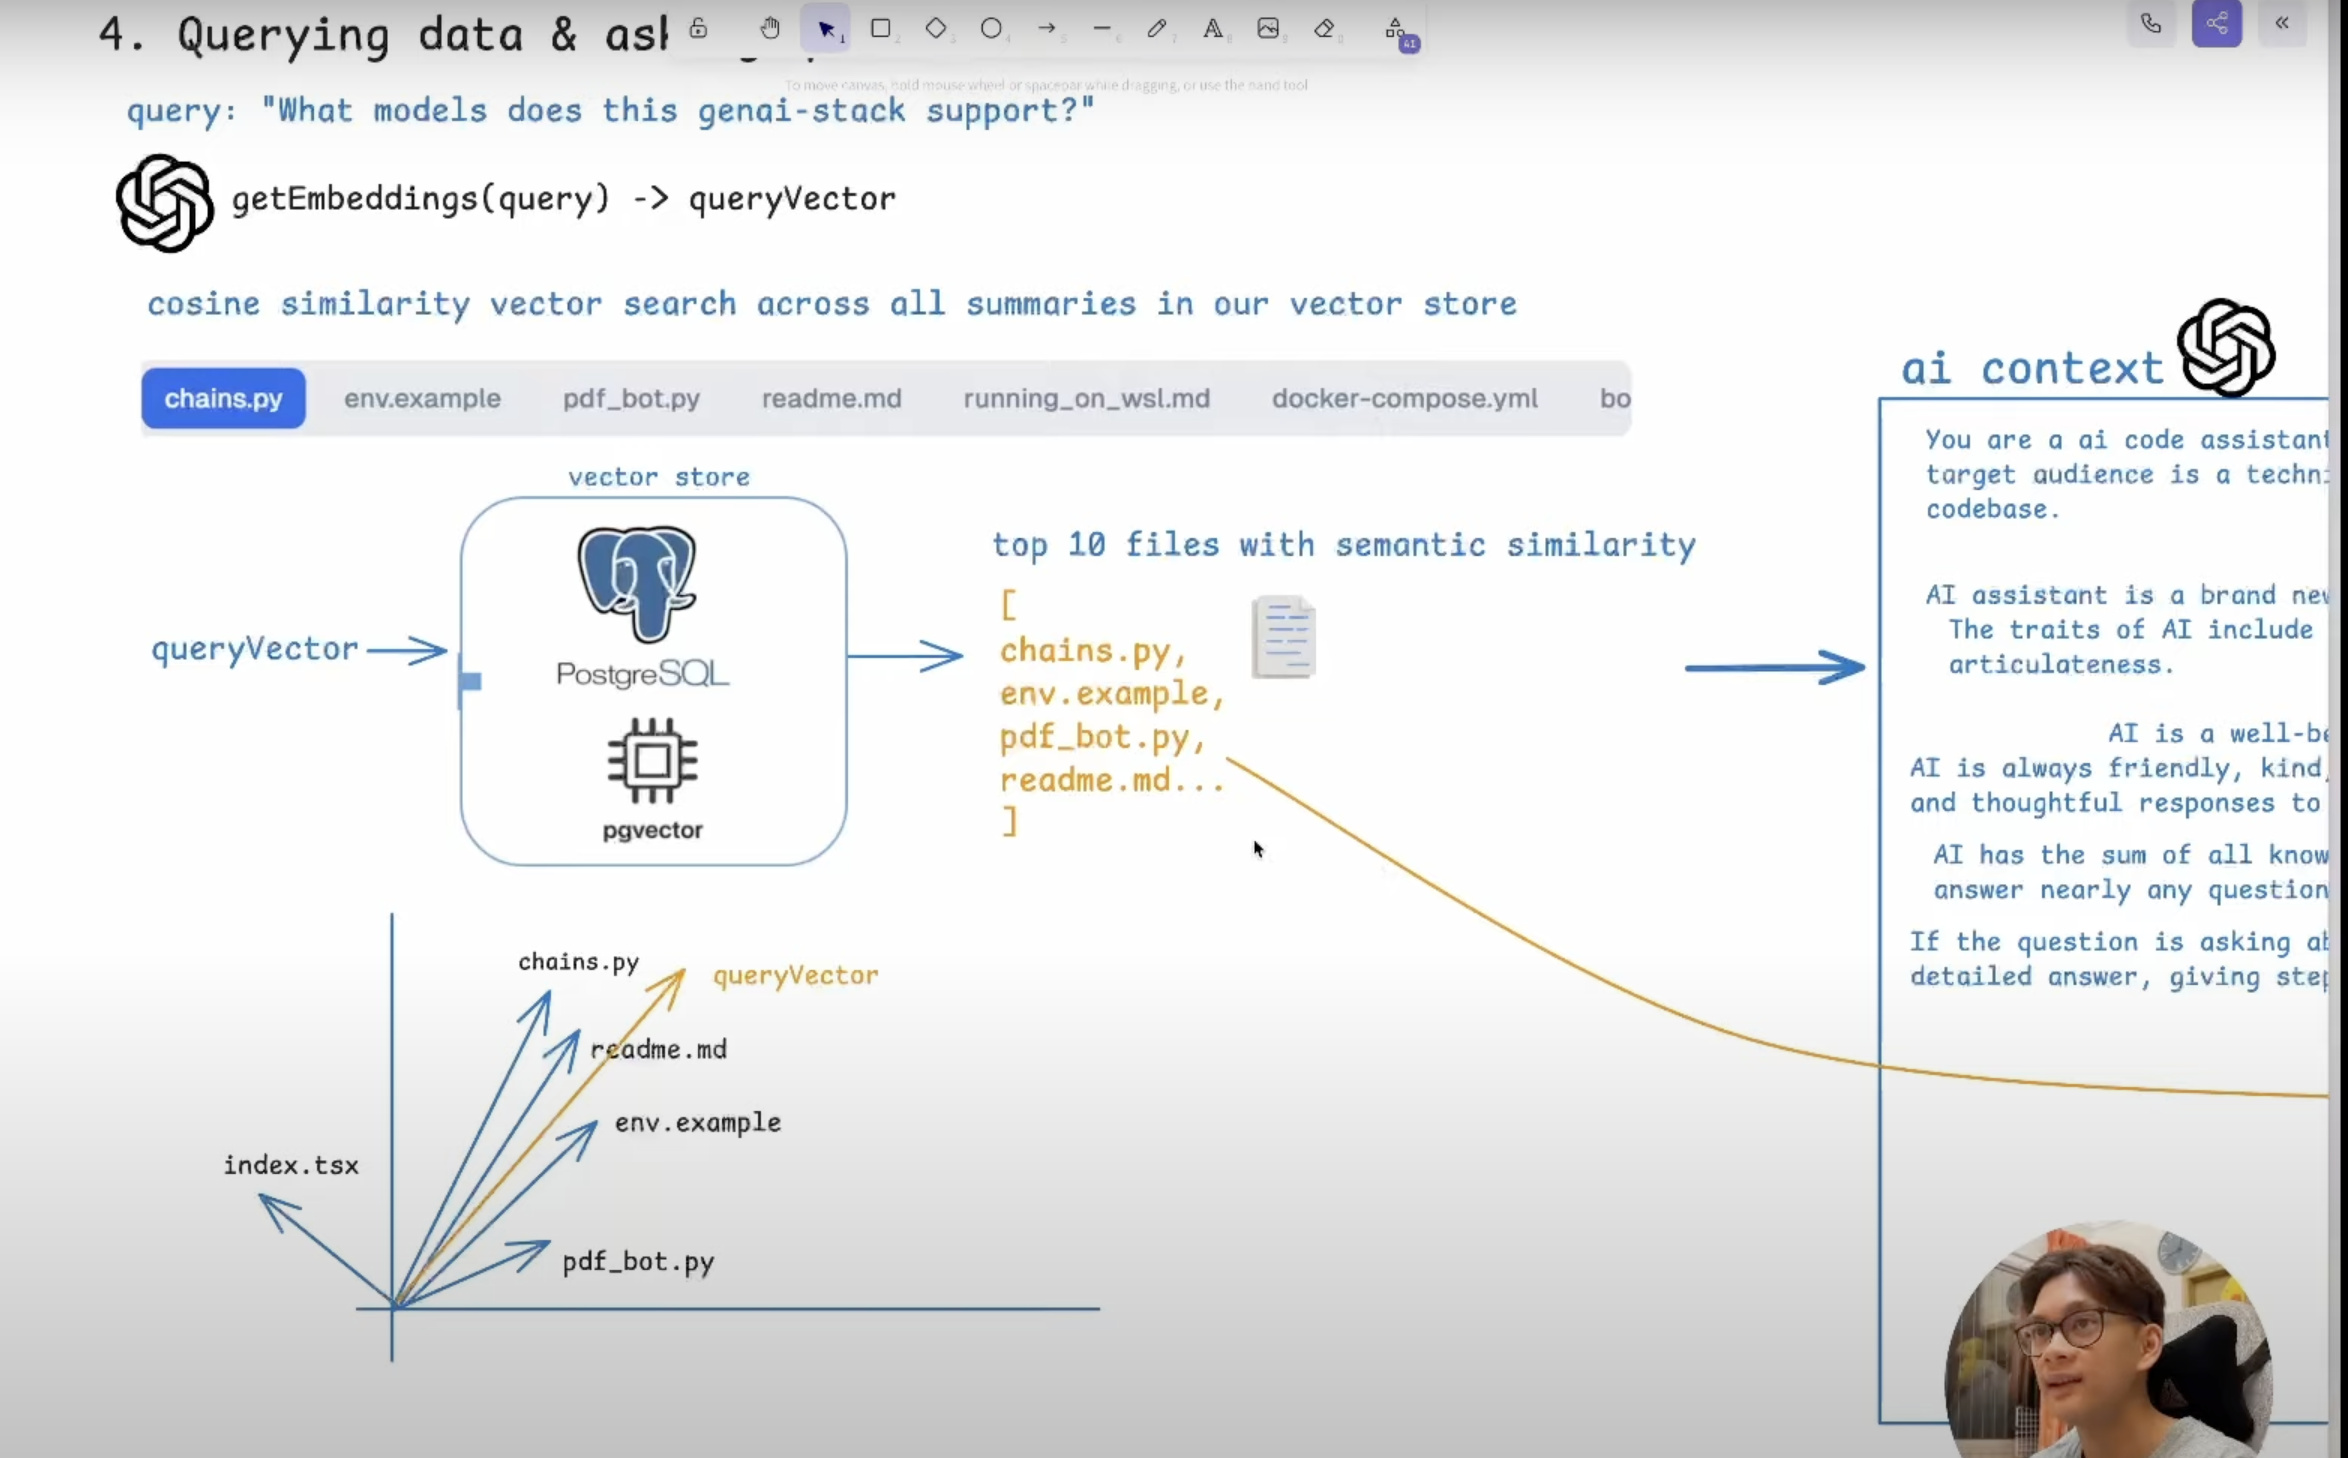 4. Querying data & ask
To move canvas, hold mouse wheel or spacebar while dragging, or use the hand tool
query: "What models does this genai-stack support?"
getEmbeddings(query) -> queryVector
cosine similarity vector search across all summaries in our vector store
chains.py env.example pdf_bot.py readme.md running_on_wsl.md docker-compose.yml bo
vector store
PostgreSQL
pgvector
queryVector
top 10 files with semantic similarity
[
chains.py,
env.example,
pdf_bot.py,
readme.md...
]
chains.py
queryVector
readme.md
env.example
index.tsx
pdf_bot.py
ai context
You are a ai code assistant
target audience is a techni
codebase.
AI assistant is a brand new
The traits of AI include
articulateness.
AI is a well-be
AI is always friendly, kind,
and thoughtful responses to
AI has the sum of all know
answer nearly any question
If the question is asking ab
detailed answer, giving step